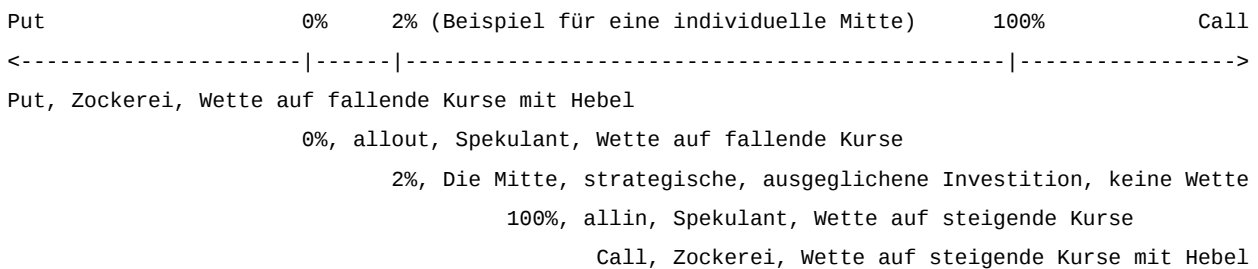 Put 0% 2% (Beispiel für eine individuelle Mitte) 100% Call
<----------------------|------|-----------------------------------------------|----------------->
Put, Zockerei, Wette auf fallende Kurse mit Hebel
0%, allout, Spekulant, Wette auf fallende Kurse
2%, Die Mitte, strategische, ausgeglichene Investition, keine Wette
100%, allin, Spekulant, Wette auf steigende Kurse
Call, Zockerei, Wette auf steigende Kurse mit Hebel